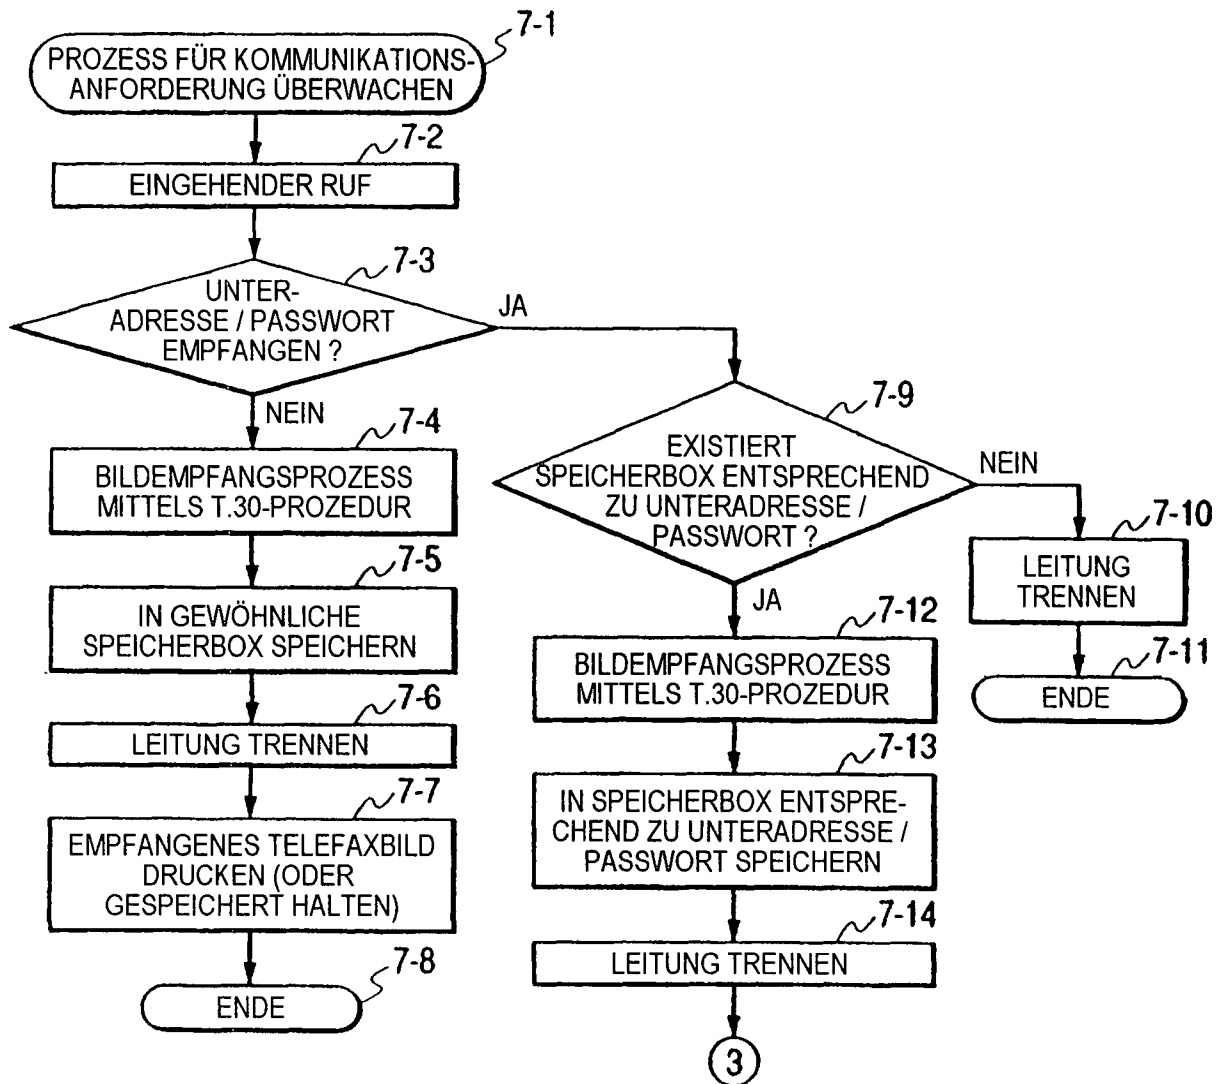 7-1
PROZESS FÜR KOMMUNIKATIONS-
ANFORDERUNG ÜBERWACHEN
7-2
EINGEHENDER RUF
7-3
UNTER-
ADRESSE / PASSWORT
EMPFANGEN ?
JA
NEIN
7-4
BILDEMPFANGSPROZESS
MITTELS T.30-PROZEDUR
7-5
IN GEWÖHNLICHE
SPEICHERBOX SPEICHERN
7-6
LEITUNG TRENNEN
7-7
EMPFANGENES TELEFAXBILD
DRUCKEN (ODER
GESPEICHERT HALTEN)
7-8
ENDE
7-9
EXISTIERT
SPEICHERBOX ENTSPRECHEND
ZU UNTERADRESSE /
PASSWORT ?
NEIN
7-10
LEITUNG
TRENNEN
7-11
ENDE
JA
7-12
BILDEMPFANGSPROZESS
MITTELS T.30-PROZEDUR
7-13
IN SPEICHERBOX ENTSPRE-
CHEND ZU UNTERADRESSE /
PASSWORT SPEICHERN
7-14
LEITUNG TRENNEN
3